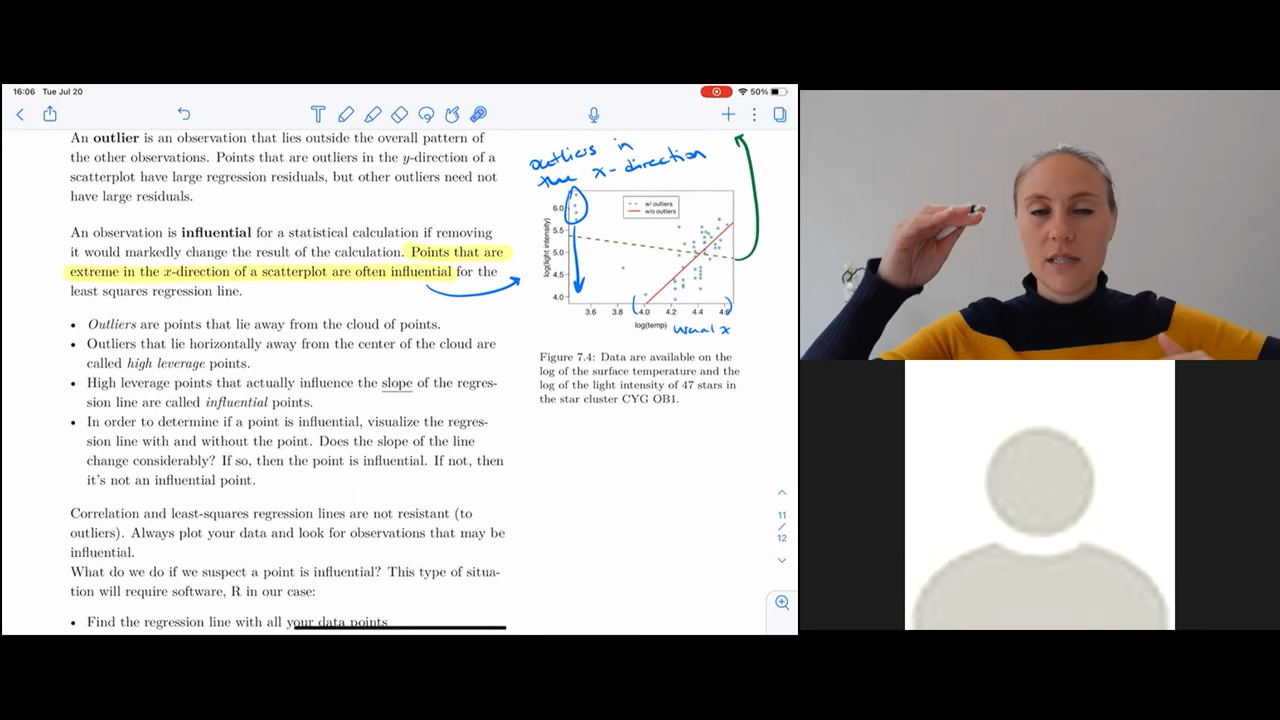 16:06 Tue Jul 20
50%
An outlier is an observation that lies outside the overall pattern of
the other observations. Points that are outliers in the y-direction of a
scatterplot have large regression residuals, but other outliers need not
have large residuals.
An observation is influential for a statistical calculation if removing
it would markedly change the result of the calculation. Points that are
extreme in the x-direction of a scatterplot are often influential for the
least squares regression line.
• Outliers are points that lie away from the cloud of points.
• Outliers that lie horizontally away from the center of the cloud are
called high leverage points.
• High leverage points that actually influence the slope of the regres-
sion line are called influential points.
• In order to determine if a point is influential, visualize the regres-
sion line with and without the point. Does the slope of the line
change considerably? If so, then the point is influential. If not, then
it's not an influential point.
Correlation and least-squares regression lines are not resistant (to
outliers). Always plot your data and look for observations that may be
influential.
What do we do if we suspect a point is influential? This type of situa-
tion will require software, R in our case:
• Find the regression line with all your data points
outliers in
the x-direction
w/ outliers
w/o outliers
log(light intensity)
6.0
5.5
5.0
4.5
4.0
3.6 3.8 4.0 4.2 4.4 4.6
log(temp)
usual x
Figure 7.4: Data are available on the
log of the surface temperature and the
log of the light intensity of 47 stars in
the star cluster CYG OB1.
11
/
12